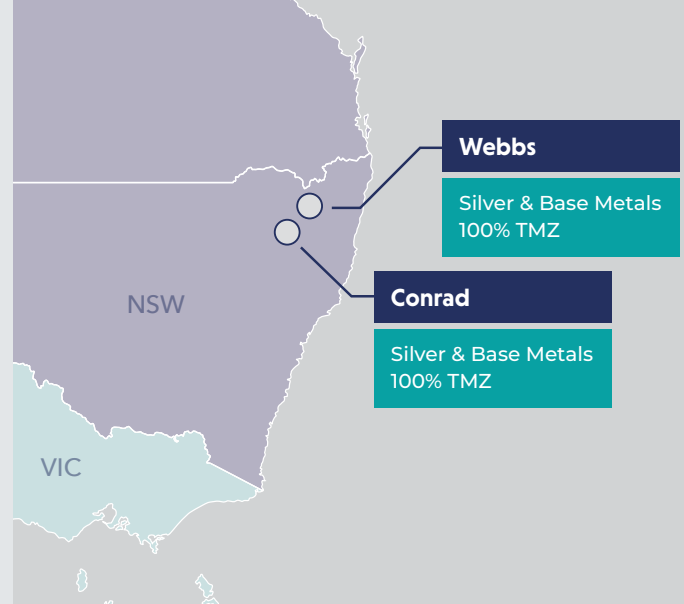 Webbs
Silver & Base Metals
100% TMZ
Conrad
Silver & Base Metals
100% TMZ
NSW
VIC